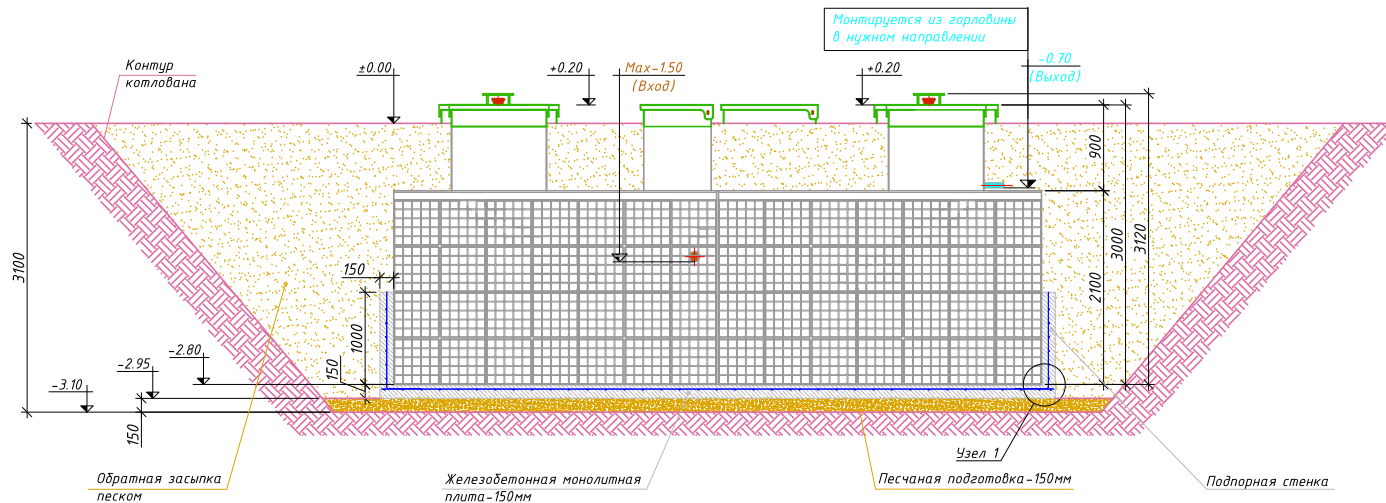 Монтируется из горловины
в нужном направлении
Контур
котлована
±0.00
+0.20
Max-1.50
(Вход)
+0.20
-0.70
(Выход)
900
3000
3120
2100
3100
150
1000
150
-2.80
-2.95
-3.10
150
Узел 1
Обратная засыпка
песком
Железобетонная монолитная
плита-150мм
Песчаная подготовка-150мм
Подпорная стенка